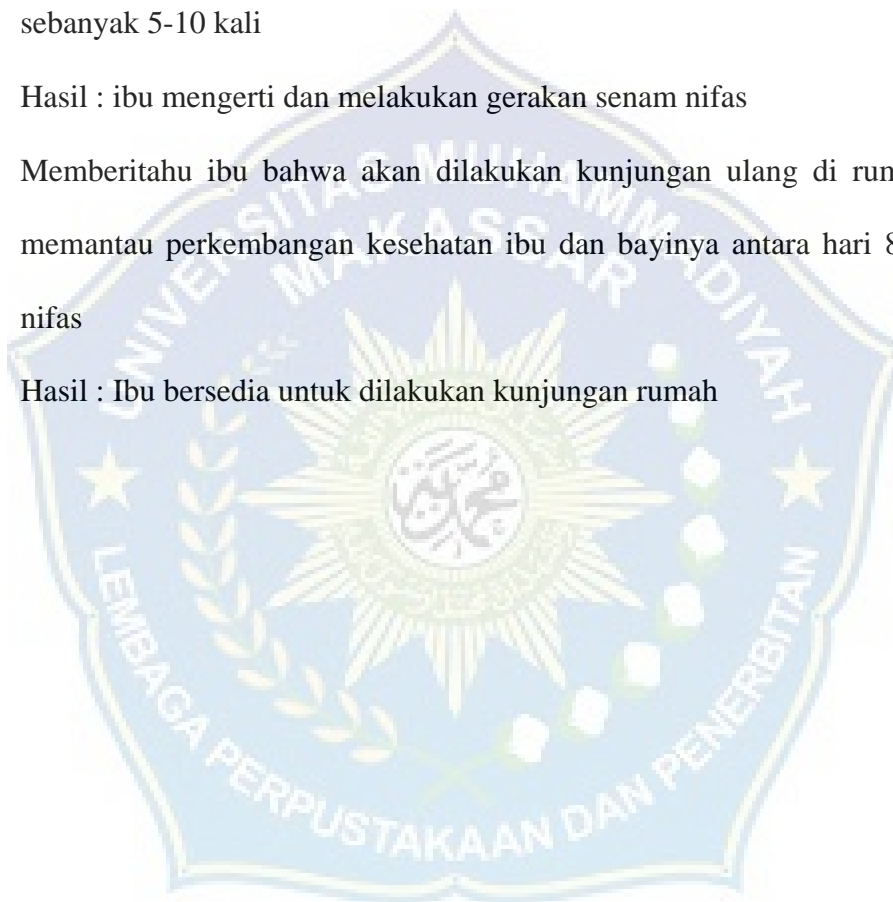 sebanyak 5-10 kali
Hasil : ibu mengerti dan melakukan gerakan senam nifas
Memberitahu ibu bahwa akan dilakukan kunjungan ulang di
memantau perkembangan kesehatan ibu dan bayinya antara hari
nifas
Hasil : Ibu bersedia untuk dilakukan kunjungan rumah
UNIVERSITAS MUHAMMADIYAH
MAKASSAR
محمد
LEMBAGA PERPUSTAKAAN DAN PENERBITAN